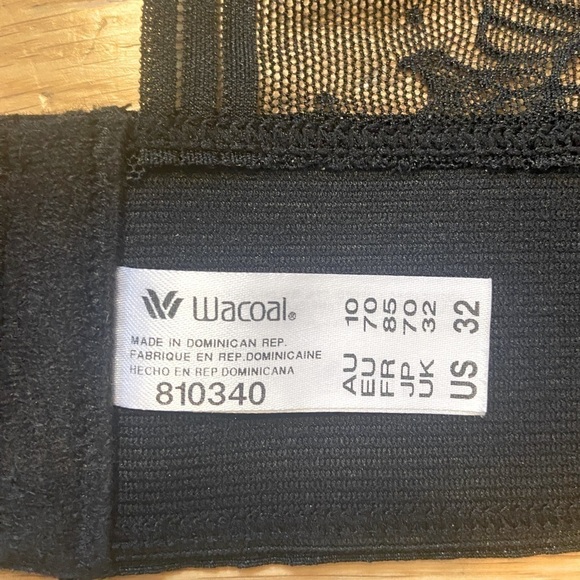 Wacoal®
MADE IN DOMINICAN REP.
FABRIQUE EN REP.DOMINICAINE
HECHO EN REP.DOMINICANA
810340
AU 10
EU 70
FR 85
JP 70
UK 32
US 32